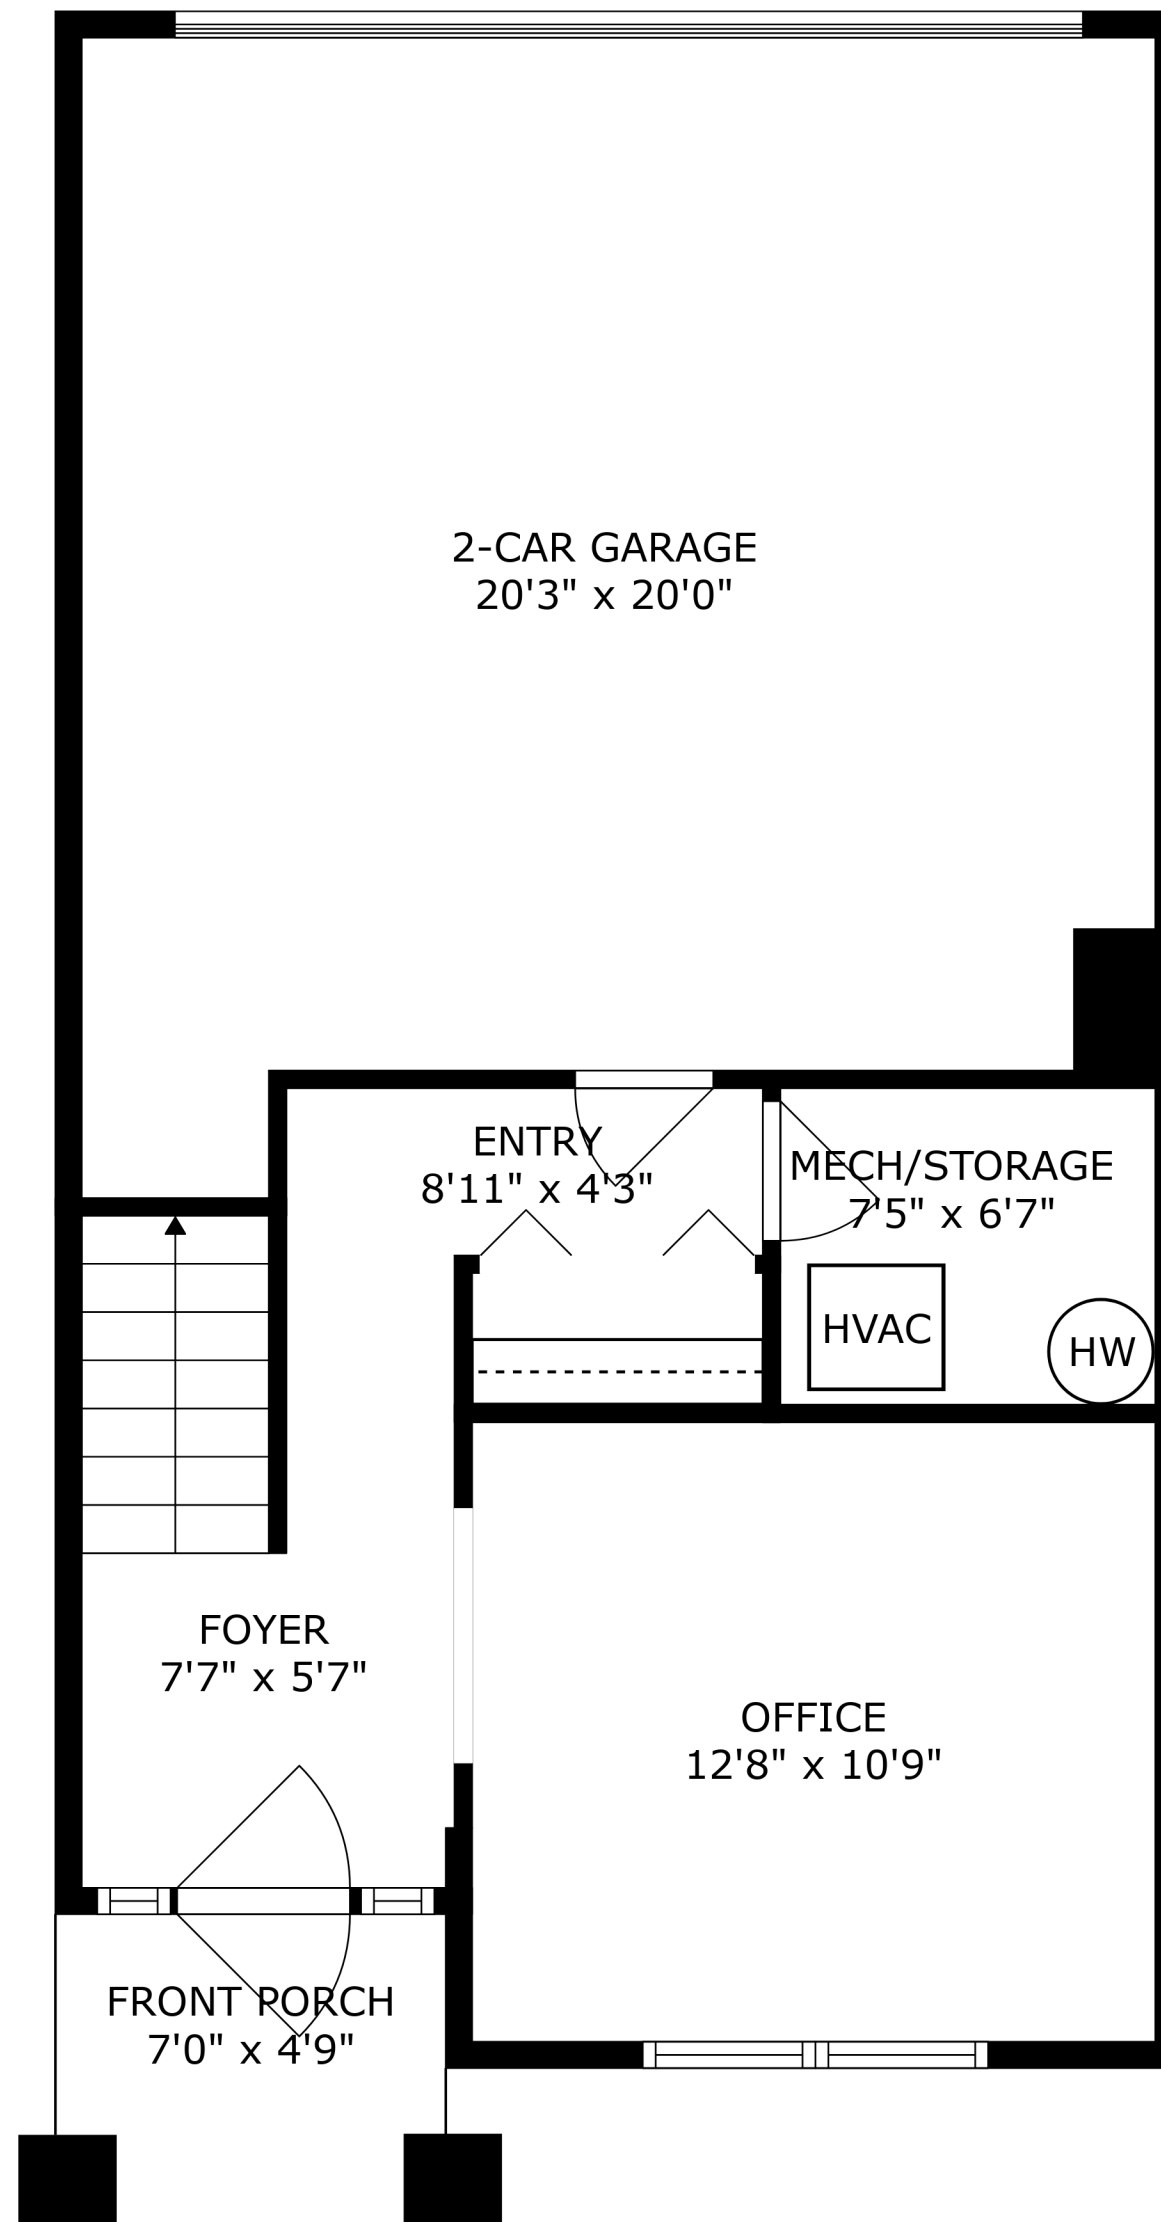 2-CAR GARAGE
20'3" x 20'0"
ENTRY
8'11" x 4'3"
MECH/STORAGE
7'5" x 6'7"
HVAC
HW
FOYER
7'7" x 5'7"
OFFICE
12'8" x 10'9"
FRONT PORCH
7'0" x 4'9"